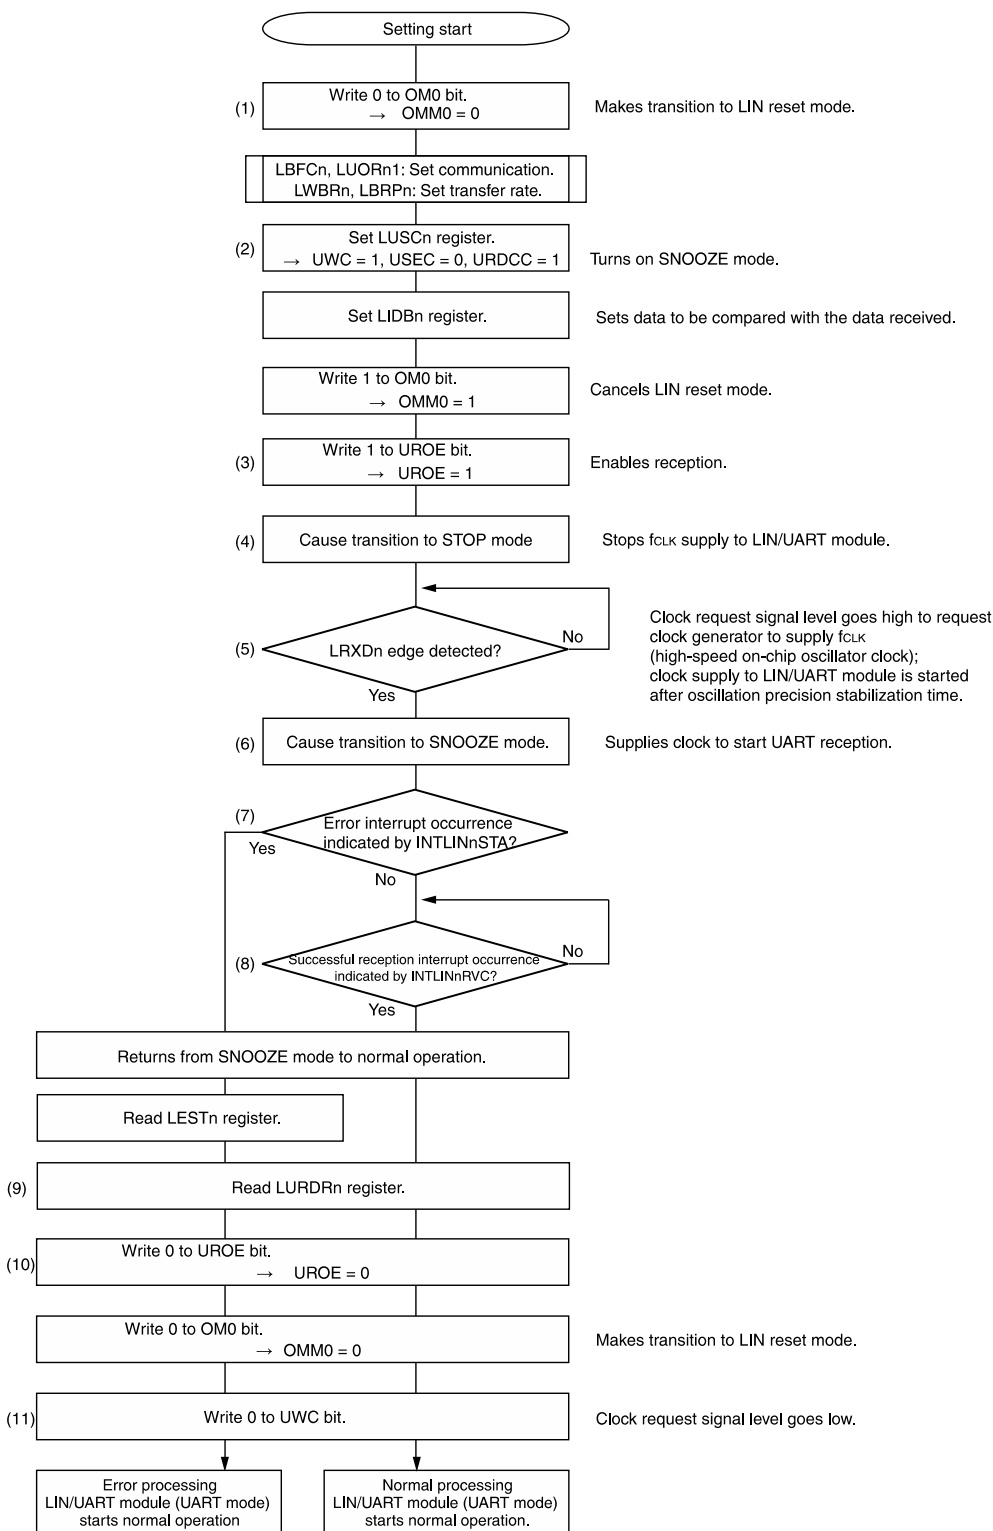 Setting start
(1)
Write 0 to OM0 bit.
→ OMM0 = 0
Makes transition to LIN reset mode.
LBFCn, LUORn1: Set communication.
LWBRn, LBRPn: Set transfer rate.
(2)
Set LUSCn register.
→ UWC = 1, USEC = 0, URDCC = 1
Turns on SNOOZE mode.
Set LIDBn register.
Sets data to be compared with the data received.
Write 1 to OM0 bit.
→ OMM0 = 1
Cancels LIN reset mode.
(3)
Write 1 to UROE bit.
→ UROE = 1
Enables reception.
(4)
Cause transition to STOP mode
Stops fCLK supply to LIN/UART module.
(5)
LRXDn edge detected?
No
Yes
Clock request signal level goes high to request
clock generator to supply fCLK
(high-speed on-chip oscillator clock);
clock supply to LIN/UART module is started
after oscillation precision stabilization time.
(6)
Cause transition to SNOOZE mode.
Supplies clock to start UART reception.
(7)
Error interrupt occurrence
indicated by INTLINnSTA?
Yes
No
(8)
Successful reception interrupt occurrence
indicated by INTLINnRVC?
No
Yes
Returns from SNOOZE mode to normal operation.
Read LESTn register.
(9)
Read LURDRn register.
(10)
Write 0 to UROE bit.
→ UROE = 0
Write 0 to OM0 bit.
→ OMM0 = 0
Makes transition to LIN reset mode.
(11)
Write 0 to UWC bit.
Clock request signal level goes low.
Error processing
LIN/UART module (UART mode)
starts normal operation
Normal processing
LIN/UART module (UART mode)
starts normal operation.